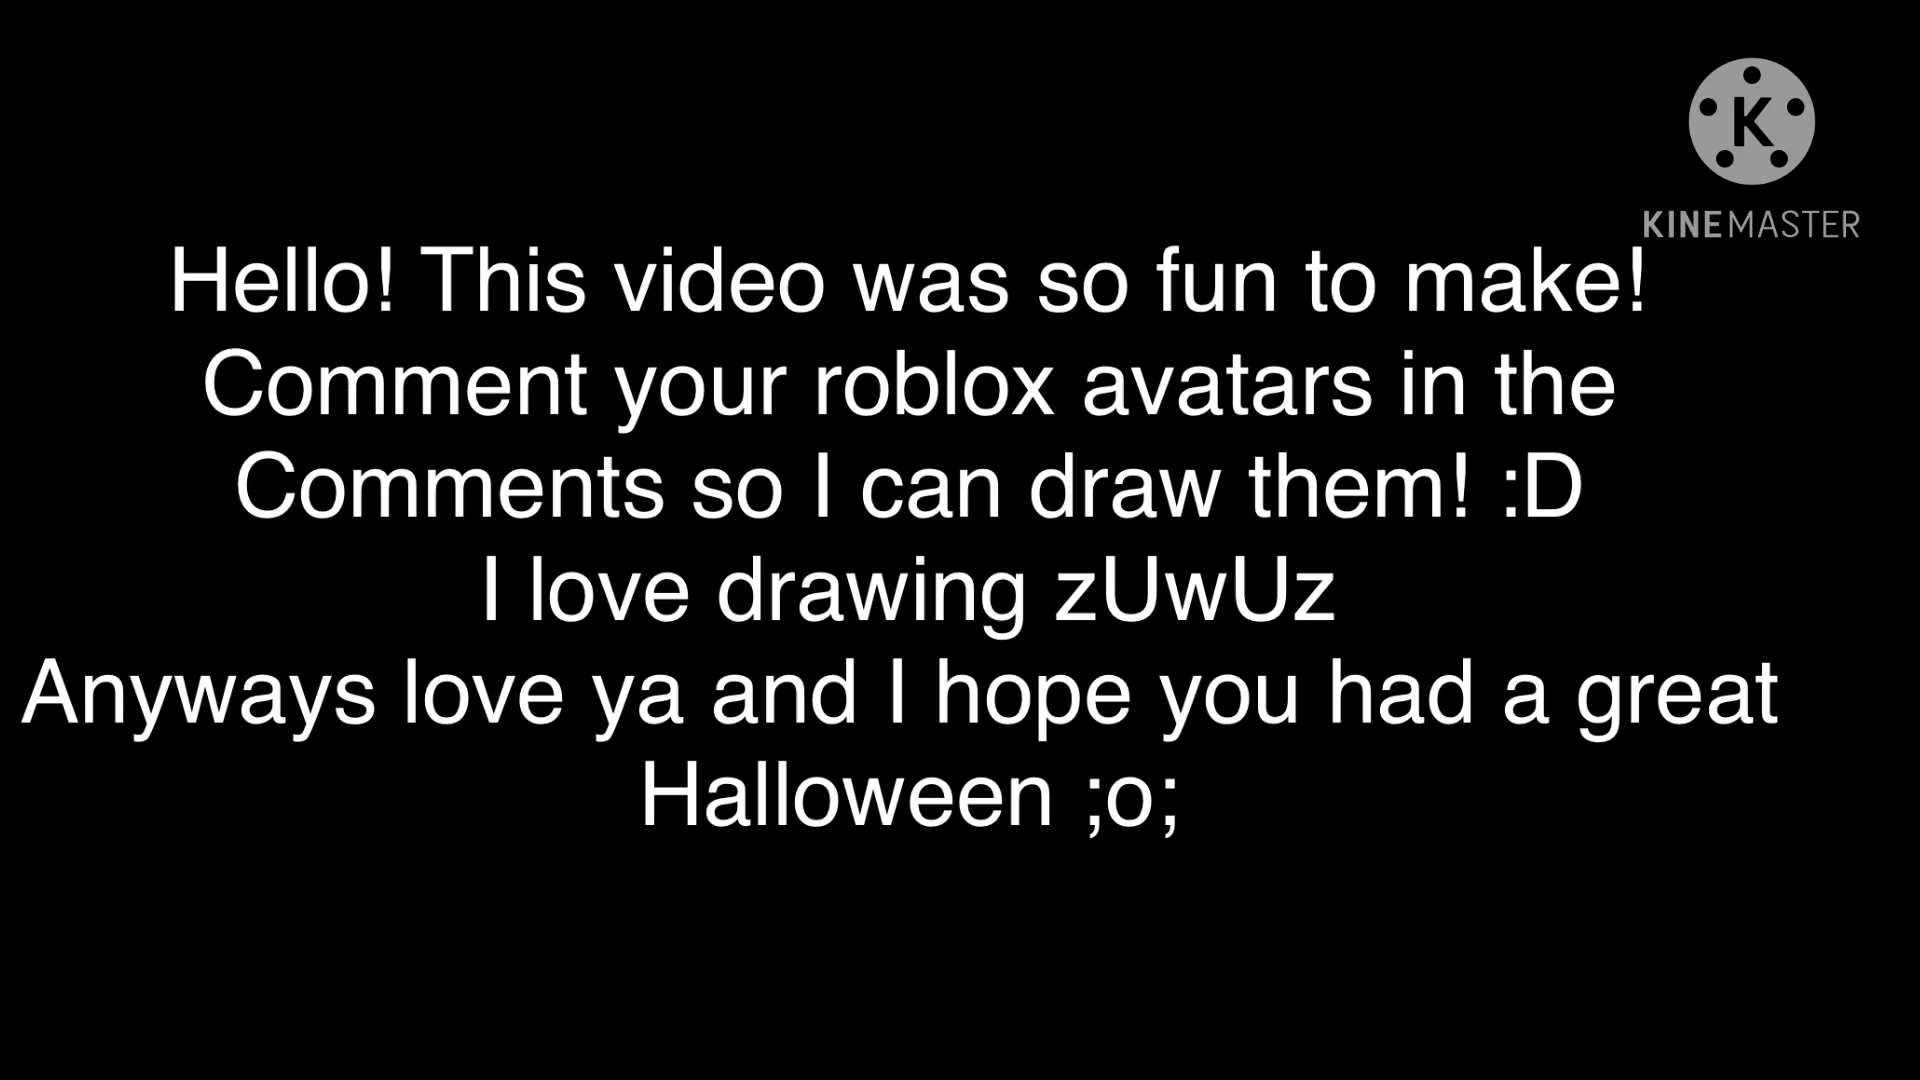 K
KINEMASTER
Hello! This video was so fun to make!
Comment your roblox avatars in the
Comments so I can draw them! :D
I love drawing zUwUz
Anyways love ya and I hope you had a great
Halloween ;o;